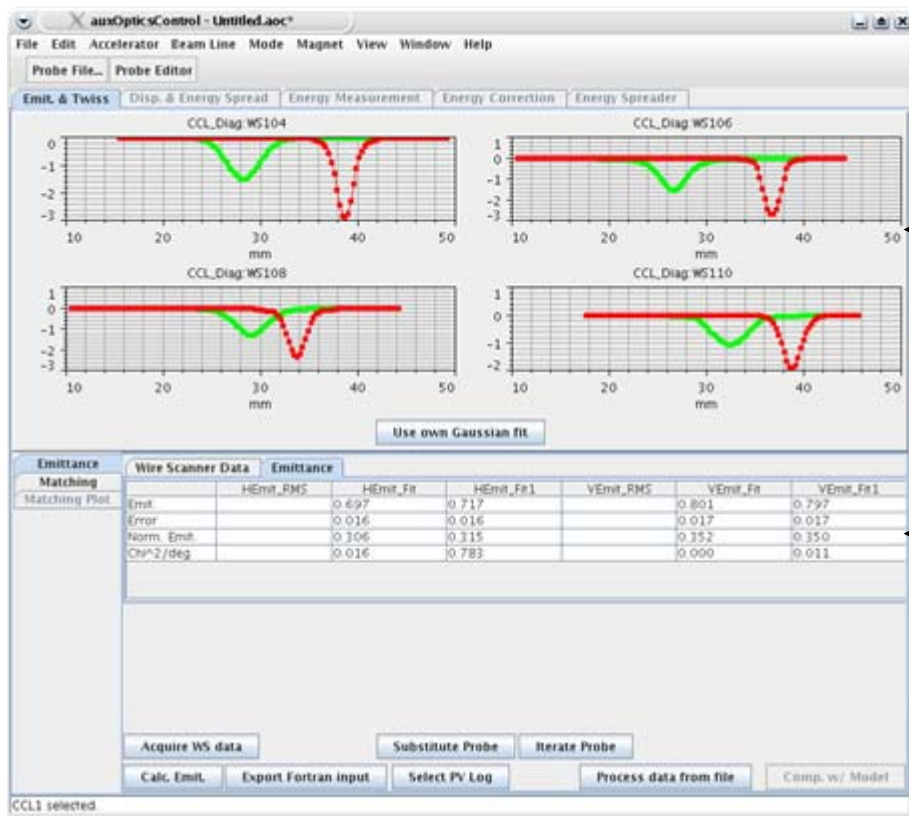 auxOpticsControl - Untitled.aoc*
File Edit Accelerator Beam Line Mode Magnet View Window Help
Probe File... Probe Editor
Emit. & Twiss Disp. & Energy Spread Energy Measurement Energy Correction Energy Spreader
CCL_Diag:WS104 CCL_Diag:WS106
0 -1 -2 -3
10 20 30 40 50
mm
1 0 -1 -2 -3
10 20 30 40 50
mm
CCL_Diag:WS108 CCL_Diag:WS110
1 0 -1 -2 -3
10 20 30 40 50
mm
1 0 -1 -2
10 20 30 40 50
mm
Use own Gaussian fit
Emittance
Matching
Matching Plot
Wire Scanner Data Emittance
HEmit_RMS HEmit_Fit HEmit_Fit1 VEmit_RMS VEmit_Fit VEmit_Fit1
Emit. 0.697 0.717 0.801 0.797
Error 0.016 0.016 0.017 0.017
Norm. Emit. 0.306 0.315 0.352 0.350
Chi^2/deg 0.016 0.783 0.000 0.011
Acquire WS data Substitute Probe Iterate Probe
Calc. Emit. Export Fortran input Select PV Log Process data from file Comp. w/ Model
CCL1 selected.